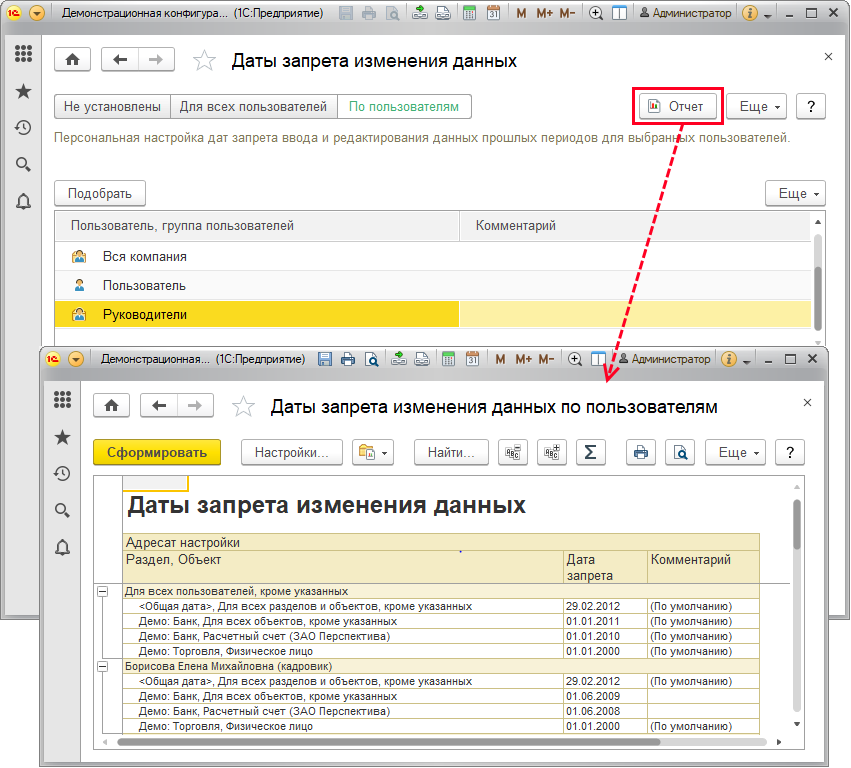 1С Демонстрационная конфигура... (1С:Предприятие) 31 M M+ M- Администратор i
Даты запрета изменения данных
Не установлены Для всех пользователей По пользователям Отчет Еще ?
Персональная настройка дат запрета ввода и редактирования данных прошлых периодов для выбранных пользователей.
Подобрать Еще
Пользователь, группа пользователей Комментарий
Вся компания
Пользователь
Руководители
1С Демонстрационная... (1С:Предприятие) 31 M M+ M- Администратор i
Даты запрета изменения данных по пользователям
Сформировать Настройки... Найти... Σ Еще ?
Даты запрета изменения данных
Адресат настройки
Раздел, Объект Дата запрета Комментарий
Для всех пользователей, кроме указанных
<Общая дата>, Для всех разделов и объектов, кроме указанных 29.02.2012 (По умолчанию)
Демо: Банк, Для всех объектов, кроме указанных 01.01.2011 (По умолчанию)
Демо: Банк, Расчетный счет (ЗАО Перспектива) 01.01.2010 (По умолчанию)
Демо: Торговля, Физическое лицо 01.01.2000 (По умолчанию)
Борисова Елена Михайловна (кадровик)
<Общая дата>, Для всех разделов и объектов, кроме указанных 29.02.2012 (По умолчанию)
Демо: Банк, Для всех объектов, кроме указанных 01.06.2009
Демо: Банк, Расчетный счет (ЗАО Перспектива) 01.06.2008
Демо: Торговля, Физическое лицо 01.01.2000 (По умолчанию)